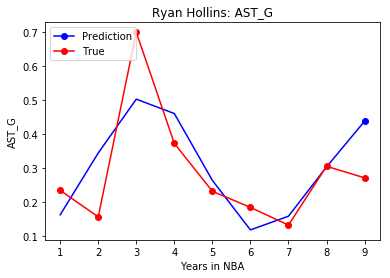 Ryan Hollins: AST_G
Prediction
True
0.7
0.6
0.5
0.4
0.3
0.2
0.1
AST_G
1 2 3 4 5 6 7 8 9
Years in NBA